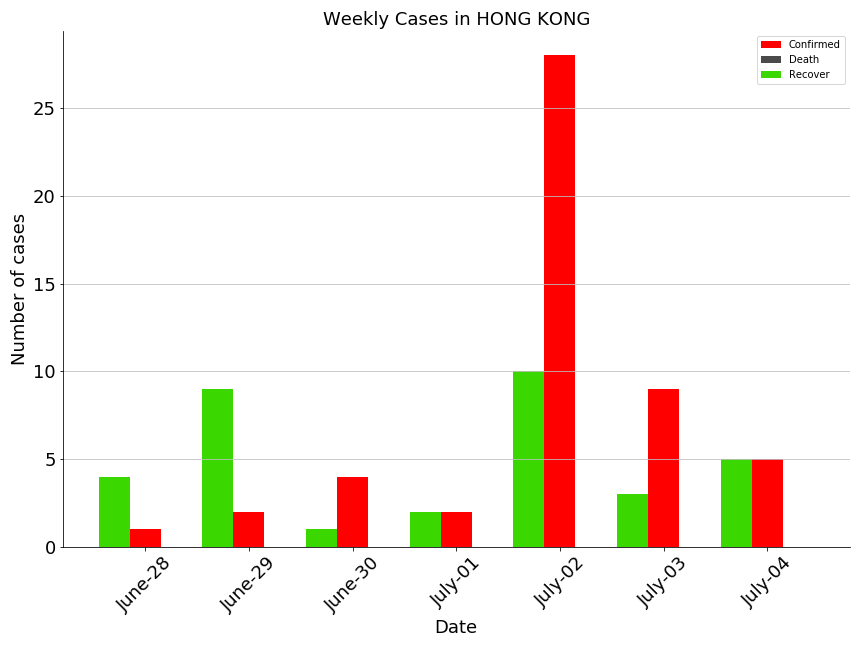 Weekly Cases in HONG KONG
Confirmed
Death
Recover
Number of cases
25
20
15
10
5
0
June-28
June-29
June-30
July-01
July-02
July-03
July-04
Date